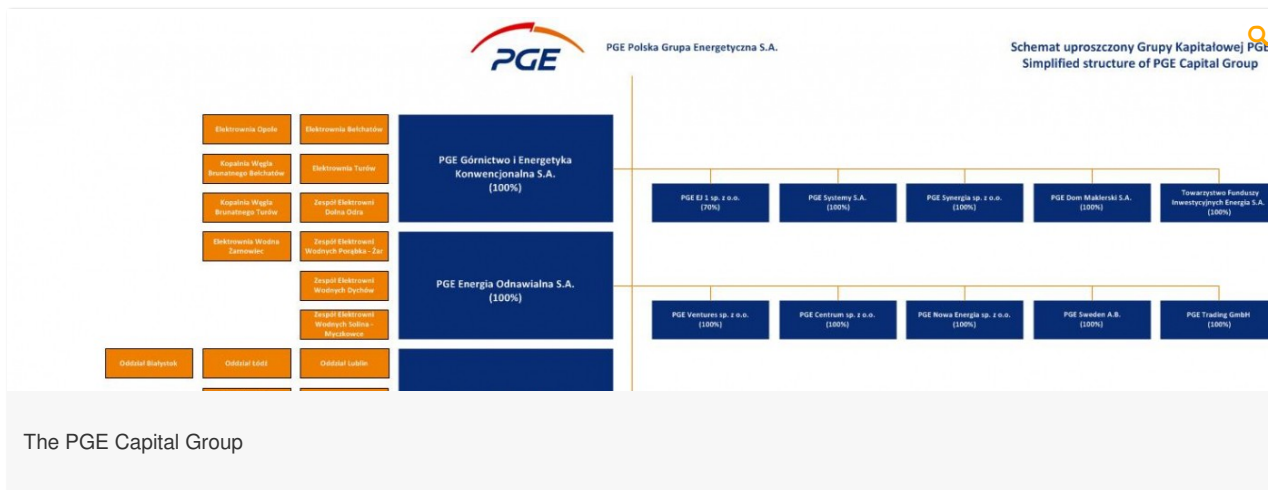 PGE
PGE Polska Grupa Energetyczna S.A.
Schemat uproszczony Grupy Kapitałowej PGE
Simplified structure of PGE Capital Group
Elektrownia Opole
Elektrownia Bełchatów
Kopalnia Węgla
Brunatnego Bełchatów
Elektrownia Turów
Kopalnia Węgla
Brunatnego Turów
Zespół Elektrowni
Dolna Odra
PGE Górnictwo i Energetyka
Konwencjonalna S.A.
(100%)
PGE EJ 1 sp. z o.o.
(70%)
PGE Systemy S.A.
(100%)
PGE Synergia sp. z o.o.
(100%)
PGE Dom Maklerski S.A.
(100%)
Towarzystwo Funduszy
Inwestycyjnych Energia S.A.
(100%)
Elektrownia Wodna
Żarnowiec
Zespół Elektrowni
Wodnych Porąbka - Żar
Zespół Elektrowni
Wodnych Dychów
Zespół Elektrowni
Wodnych Solina -
Myczkowce
PGE Energia Odnawialna S.A.
(100%)
PGE Ventures sp. z o.o.
(100%)
PGE Centrum sp. z o.o.
(100%)
PGE Nowa Energia sp. z o.o.
(100%)
PGE Sweden A.B.
(100%)
PGE Trading GmbH
(100%)
Oddział Białystok
Oddział Łódź
Oddział Lublin
The PGE Capital Group